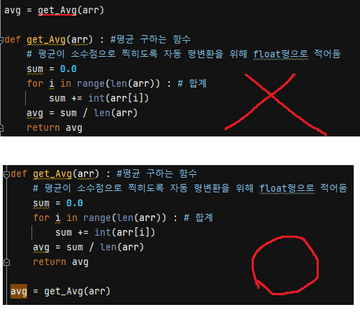 avg = get_Avg(arr)
def get_Avg(arr) : #평균 구하는 함수
# 평균이 소수점으로 찍히도록 자동 형변환을 위해 float형으로 적어둠
sum = 0.0
for i in range(len(arr)) : # 합계
sum += int(arr[i])
avg = sum / len(arr)
return avg
def get_Avg(arr) : #평균 구하는 함수
# 평균이 소수점으로 찍히도록 자동 형변환을 위해 float형으로 적어둠
sum = 0.0
for i in range(len(arr)) : # 합계
sum += int(arr[i])
avg = sum / len(arr)
return avg
avg = get_Avg(arr)